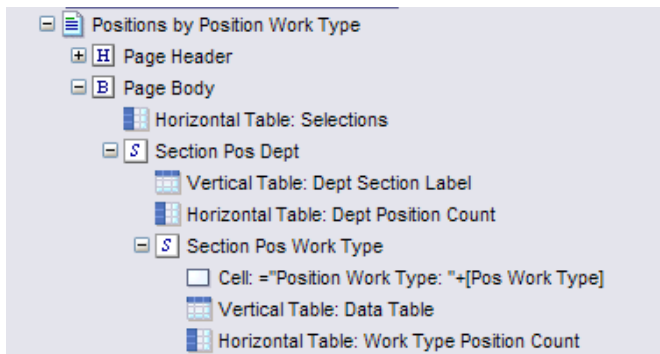 Positions by Position Work Type
H Page Header
B Page Body
Horizontal Table: Selections
S Section Pos Dept
Vertical Table: Dept Section Label
Horizontal Table: Dept Position Count
S Section Pos Work Type
Cell: ="Position Work Type: "+[Pos Work Type]
Vertical Table: Data Table
Horizontal Table: Work Type Position Count